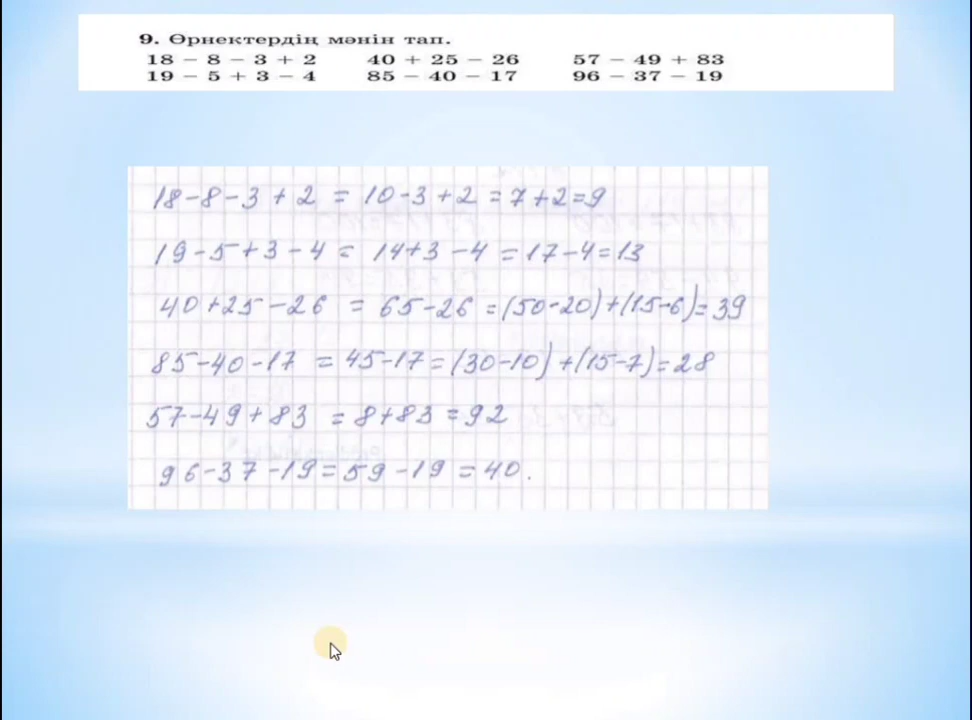 9. Өрнектердің мәнін тап.
18 − 8 − 3 + 2 40 + 25 − 26 57 − 49 + 83
19 − 5 + 3 − 4 85 − 40 − 17 96 − 37 − 19
18-8-3+2 = 10-3+2=7+2=9
19-5+3-4 = 14+3-4=17-4=13
40+25-26 = 65-26=(50-20)+(15-6)=39
85-40-17 = 45-17=(30-10)+(15-7)=28
57-49+83 = 8+83=92
96-37-19=59-19=40.